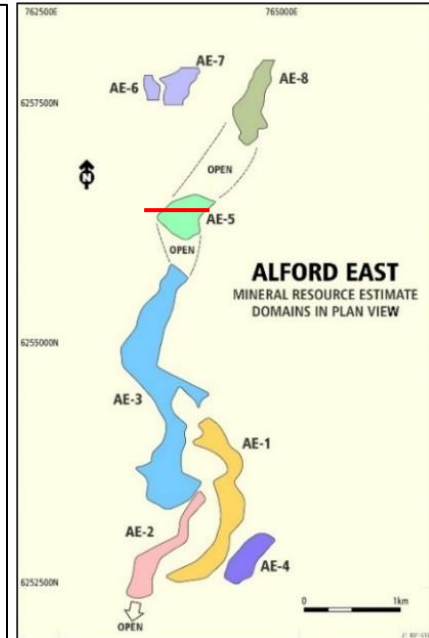 762500E
765000E
AE-7
AE-6
AE-8
6257500N
N
OPEN
AE-5
OPEN
ALFORD EAST
MINERAL RESOURCE ESTIMATE
DOMAINS IN PLAN VIEW
6255000N
AE-3
AE-1
AE-2
AE-4
6252500N
0 1km
OPEN